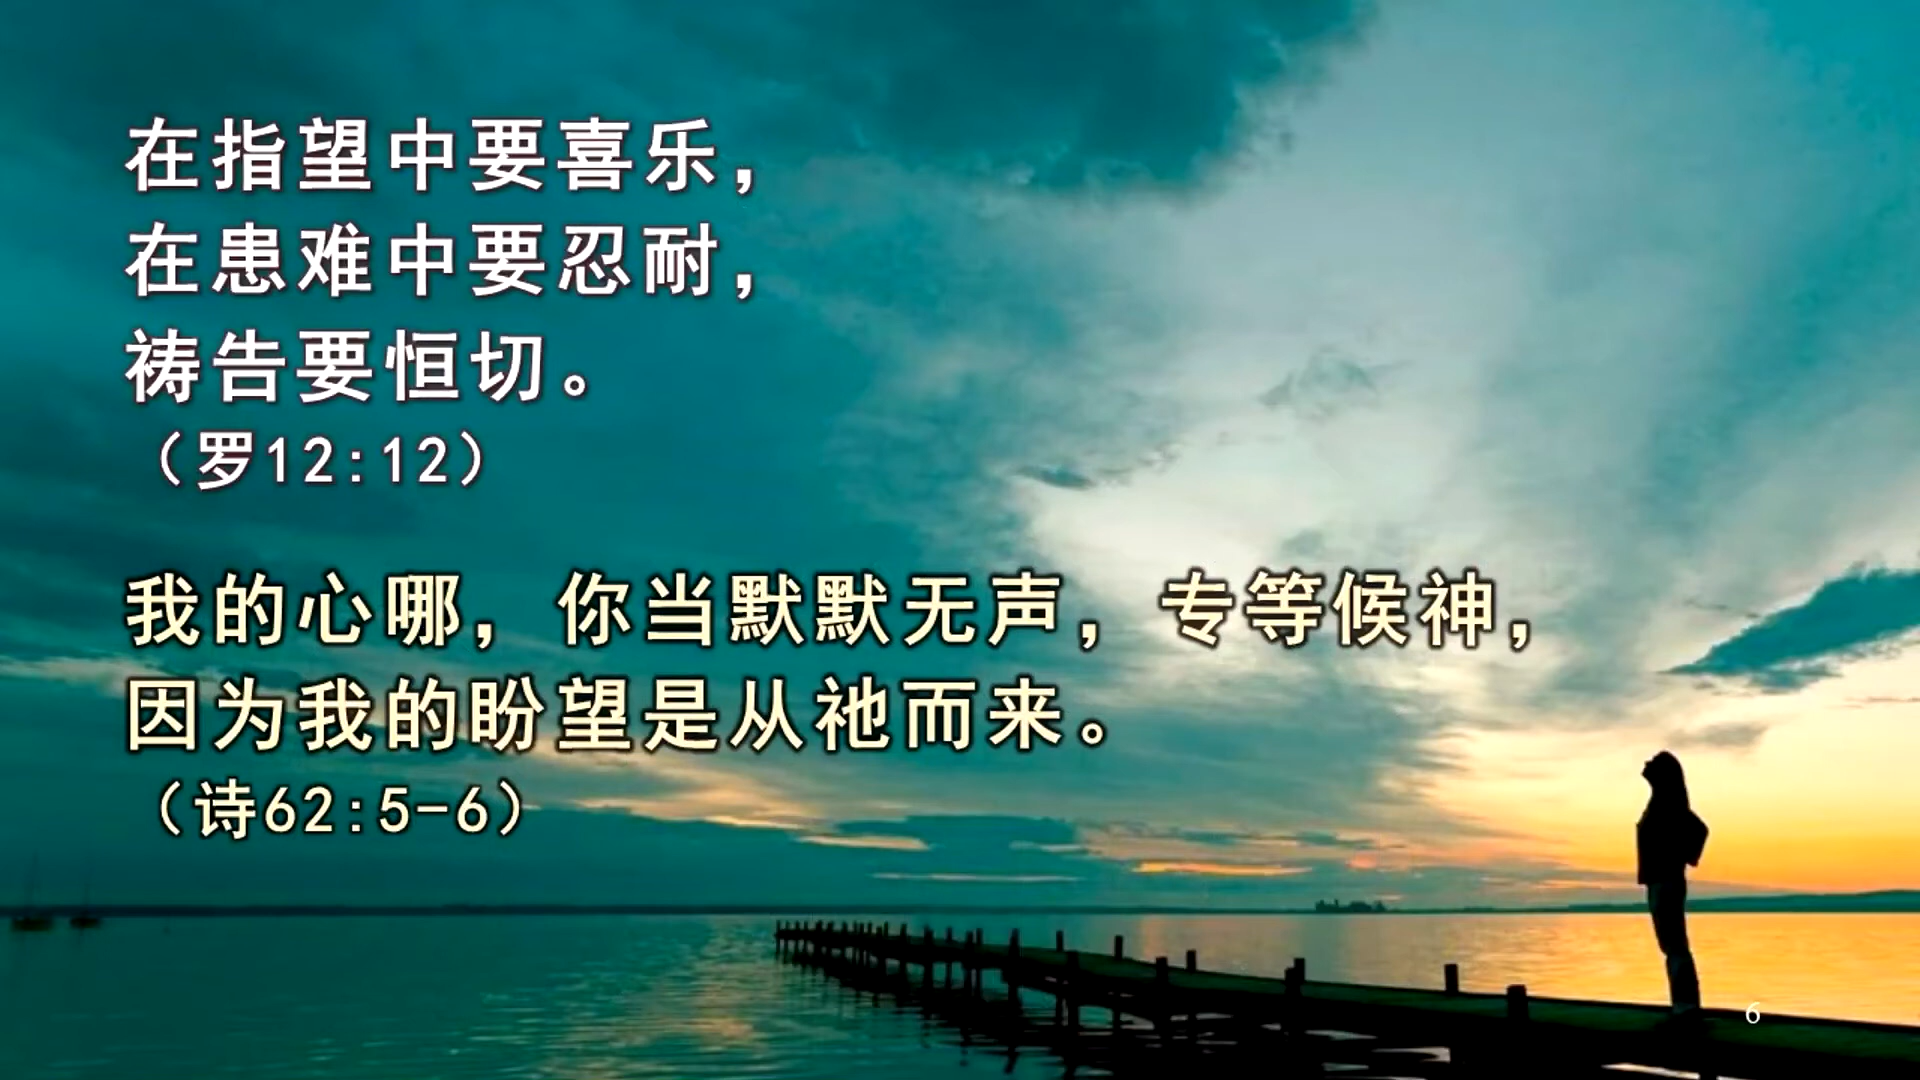 在指望中要喜乐，
在患难中要忍耐，
祷告要恒切。
（罗12:12）
我的心哪，你当默默无声，专等候神，
因为我的盼望是从祂而来。
（诗62:5-6）
6